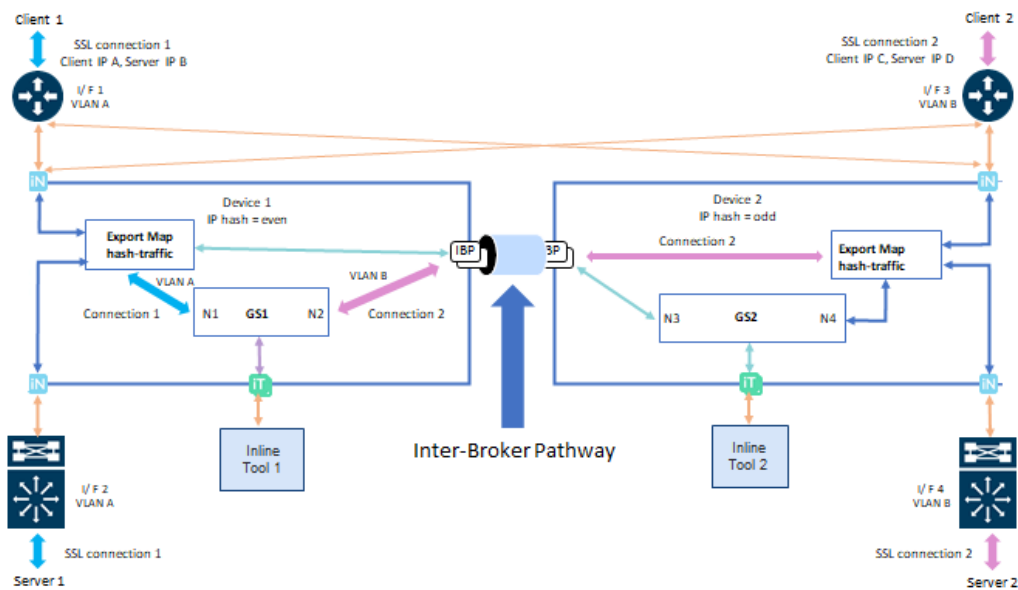 Client 1
Client 2
SSL connection 1
Client IP A, Server IP B
SSL connection 2
Client IP C, Server IP D
I/ F 1
VLAN A
I/ F 3
VLAN B
iN
iN
Device 1
IP hash = even
Device 2
IP hash = odd
Export Map
hash-traffic
IBP
BP
Connection 2
Export Map
hash-traffic
VLAN A
VLAN B
Connection 1
N1
GS1
N2
Connection 2
N3
GS2
N4
iN
iT
iT
iN
Inline
Tool 1
Inter-Broker Pathway
Inline
Tool 2
I/ F 2
VLAN A
I/ F 4
VLAN B
SSL connection 1
SSL connection 2
Server 1
Server 2